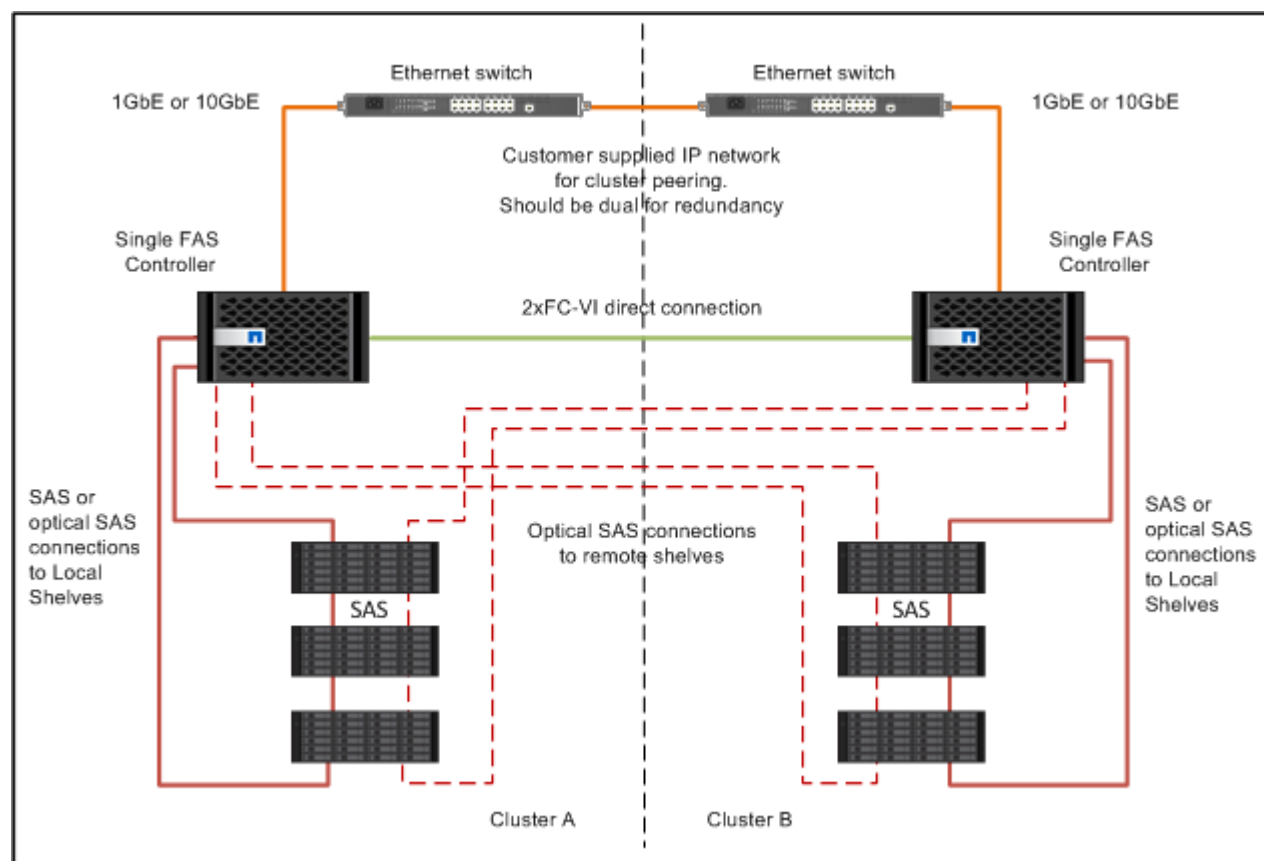 Ethernet switch
Ethernet switch
1GbE or 10GbE
1GbE or 10GbE
Customer supplied IP network
for cluster peering.
Should be dual for redundancy
Single FAS
Controller
Single FAS
Controller
2xFC-VI direct connection
SAS or
optical SAS
connections
to Local
Shelves
Optical SAS connections
to remote shelves
SAS or
optical SAS
connections
to Local
Shelves
SAS
SAS
Cluster A
Cluster B